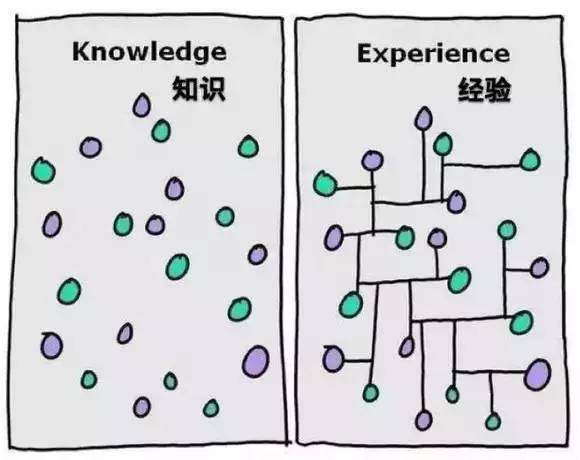 Knowledge
知识
Experience
经验